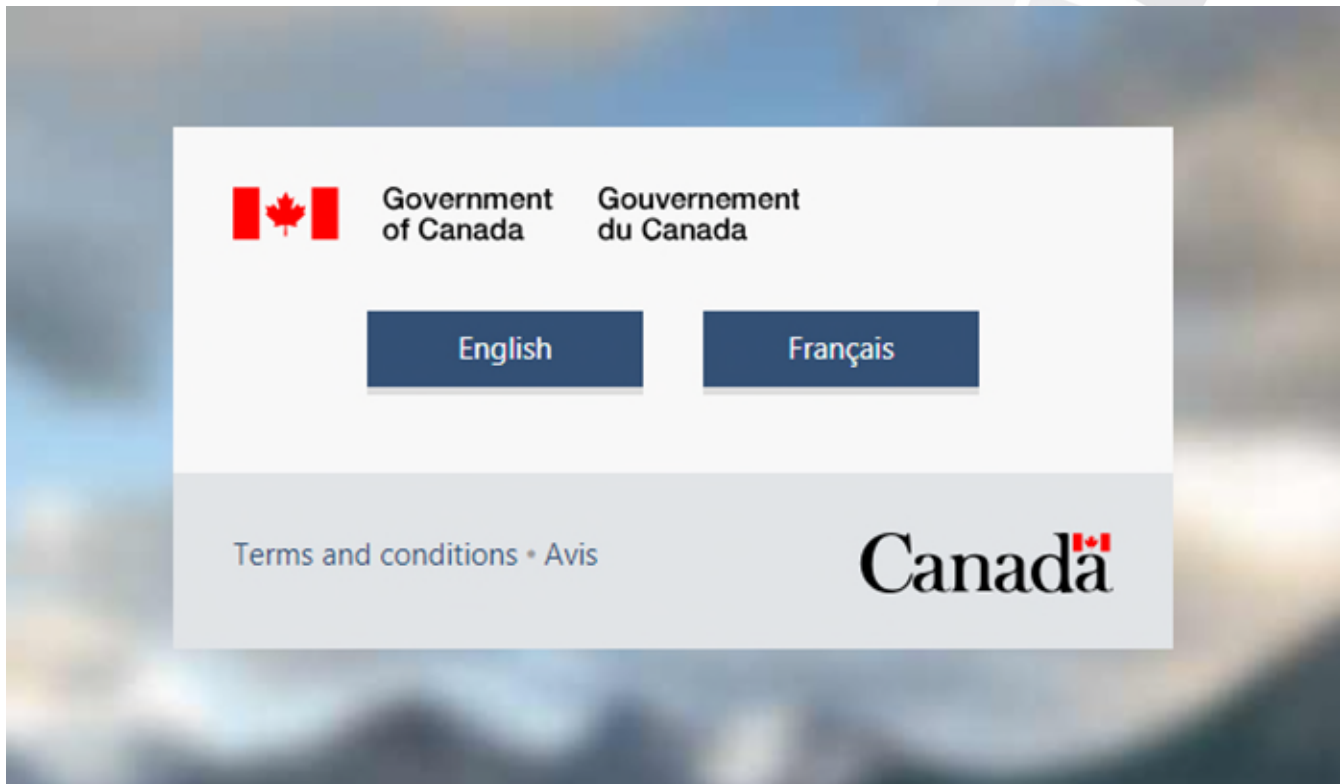 Government of Canada
Gouvernement du Canada
English
Français
Terms and conditions • Avis
Canada